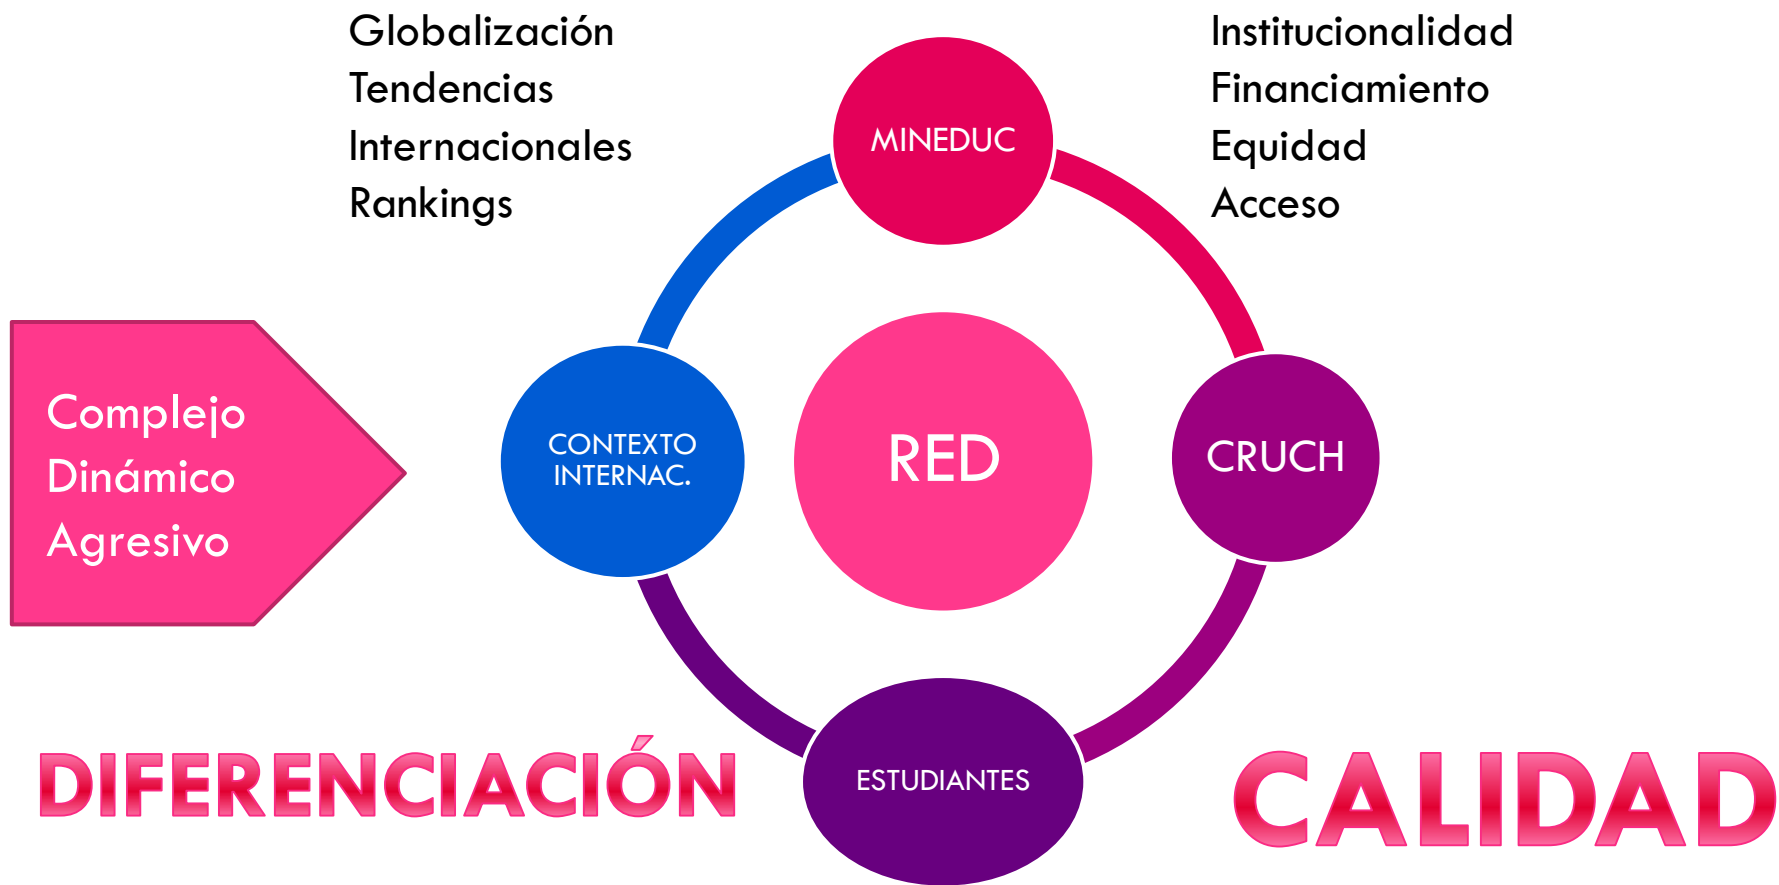 Globalización
Tendencias
Internacionales
Rankings
Institucionalidad
Financiamiento
Equidad
Acceso
MINEDUC
Complejo
Dinámico
Agresivo
CONTEXTO
INTERNAC.
RED
CRUCH
ESTUDIANTES
DIFERENCIACIÓN
CALIDAD